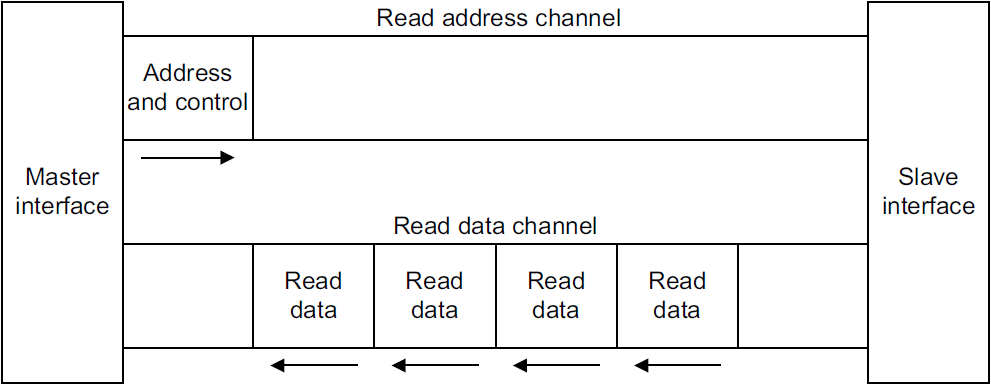 Read address channel
Address
and control
Master
interface
Slave
interface
Read data channel
Read
data
Read
data
Read
data
Read
data